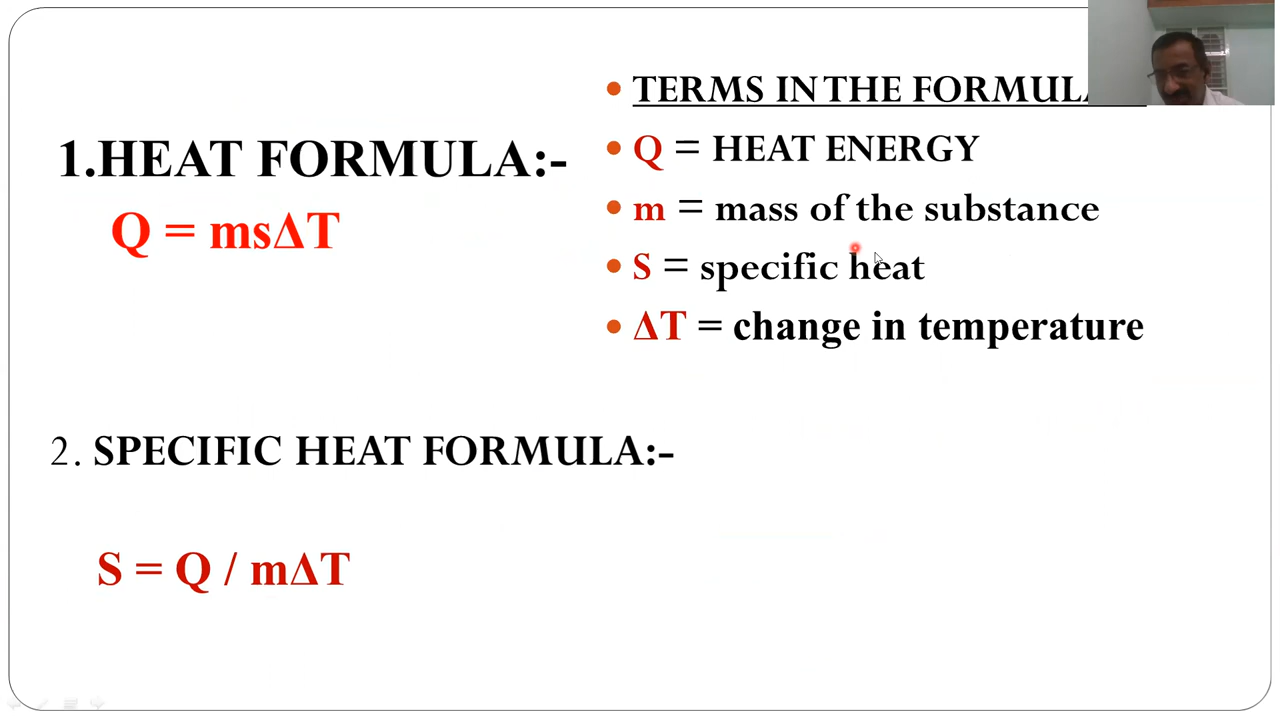 1.HEAT FORMULA:-
Q = msΔT
• TERMS IN THE FORMULA
• Q = HEAT ENERGY
• m = mass of the substance
• S = specific heat
• ΔT = change in temperature
2. SPECIFIC HEAT FORMULA:-
S = Q / mΔT